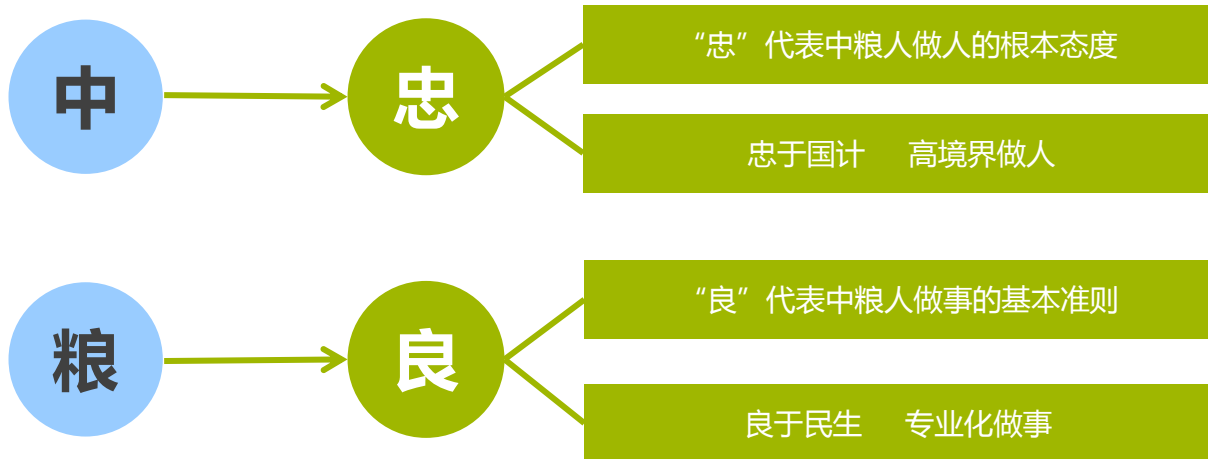 中
忠
“忠”代表中粮人做人的根本态度
忠于国计 高境界做人
粮
良
“良”代表中粮人做事的基本准则
良于民生 专业化做事